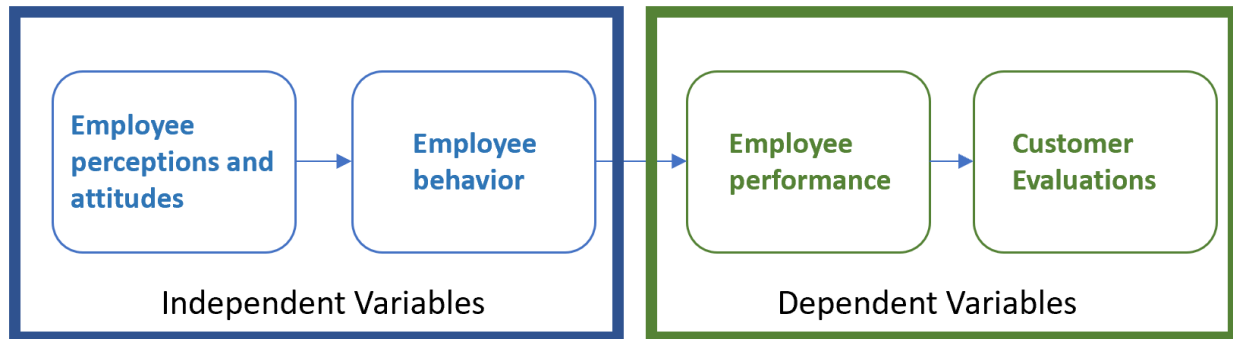 Employee
perceptions and
attitudes
Employee
behavior
Employee
performance
Customer
Evaluations
Independent Variables
Dependent Variables